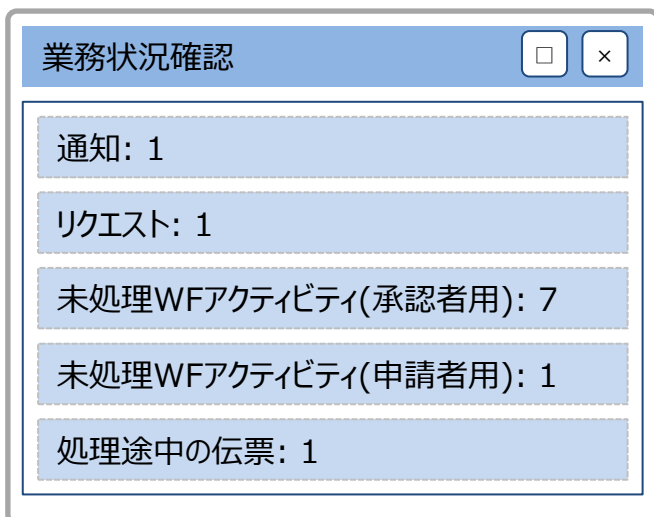 業務状況確認
通知: 1
リクエスト: 1
未処理WFアクティビティ(承認者用): 7
未処理WFアクティビティ(申請者用): 1
処理途中の伝票: 1